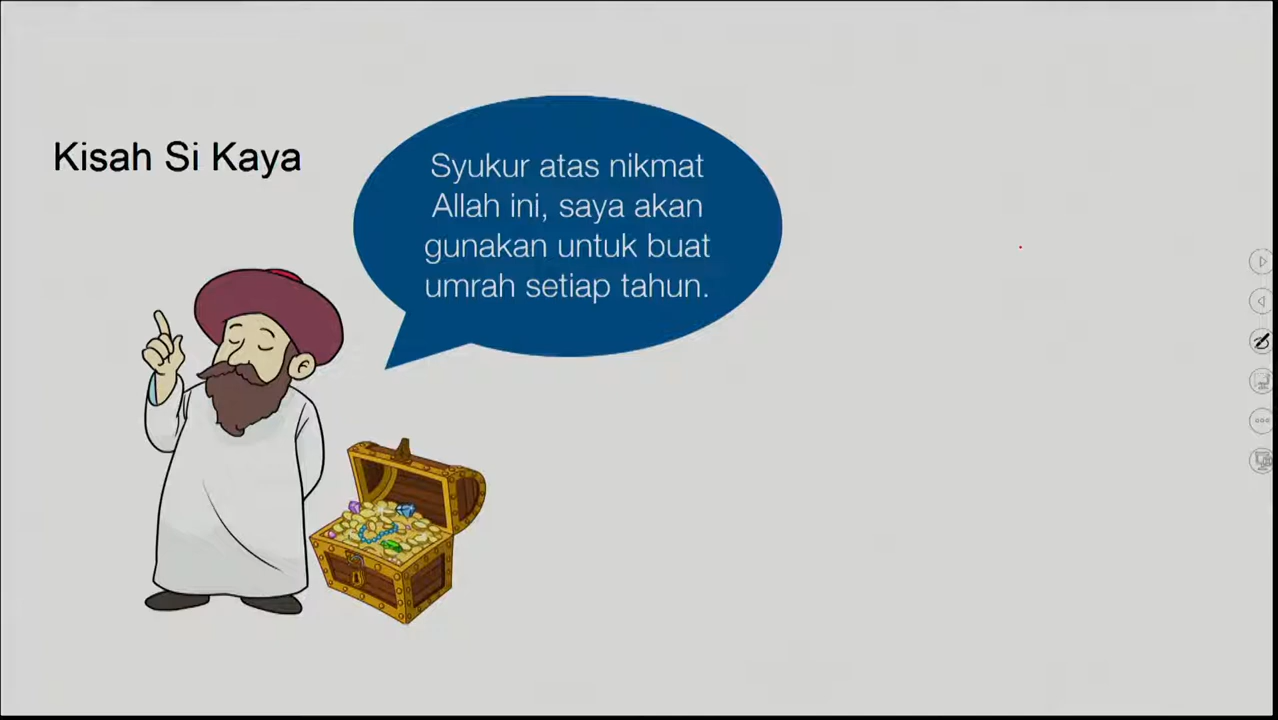 Kisah Si Kaya
Syukur atas nikmat
Allah ini, saya akan
gunakan untuk buat
umrah setiap tahun.